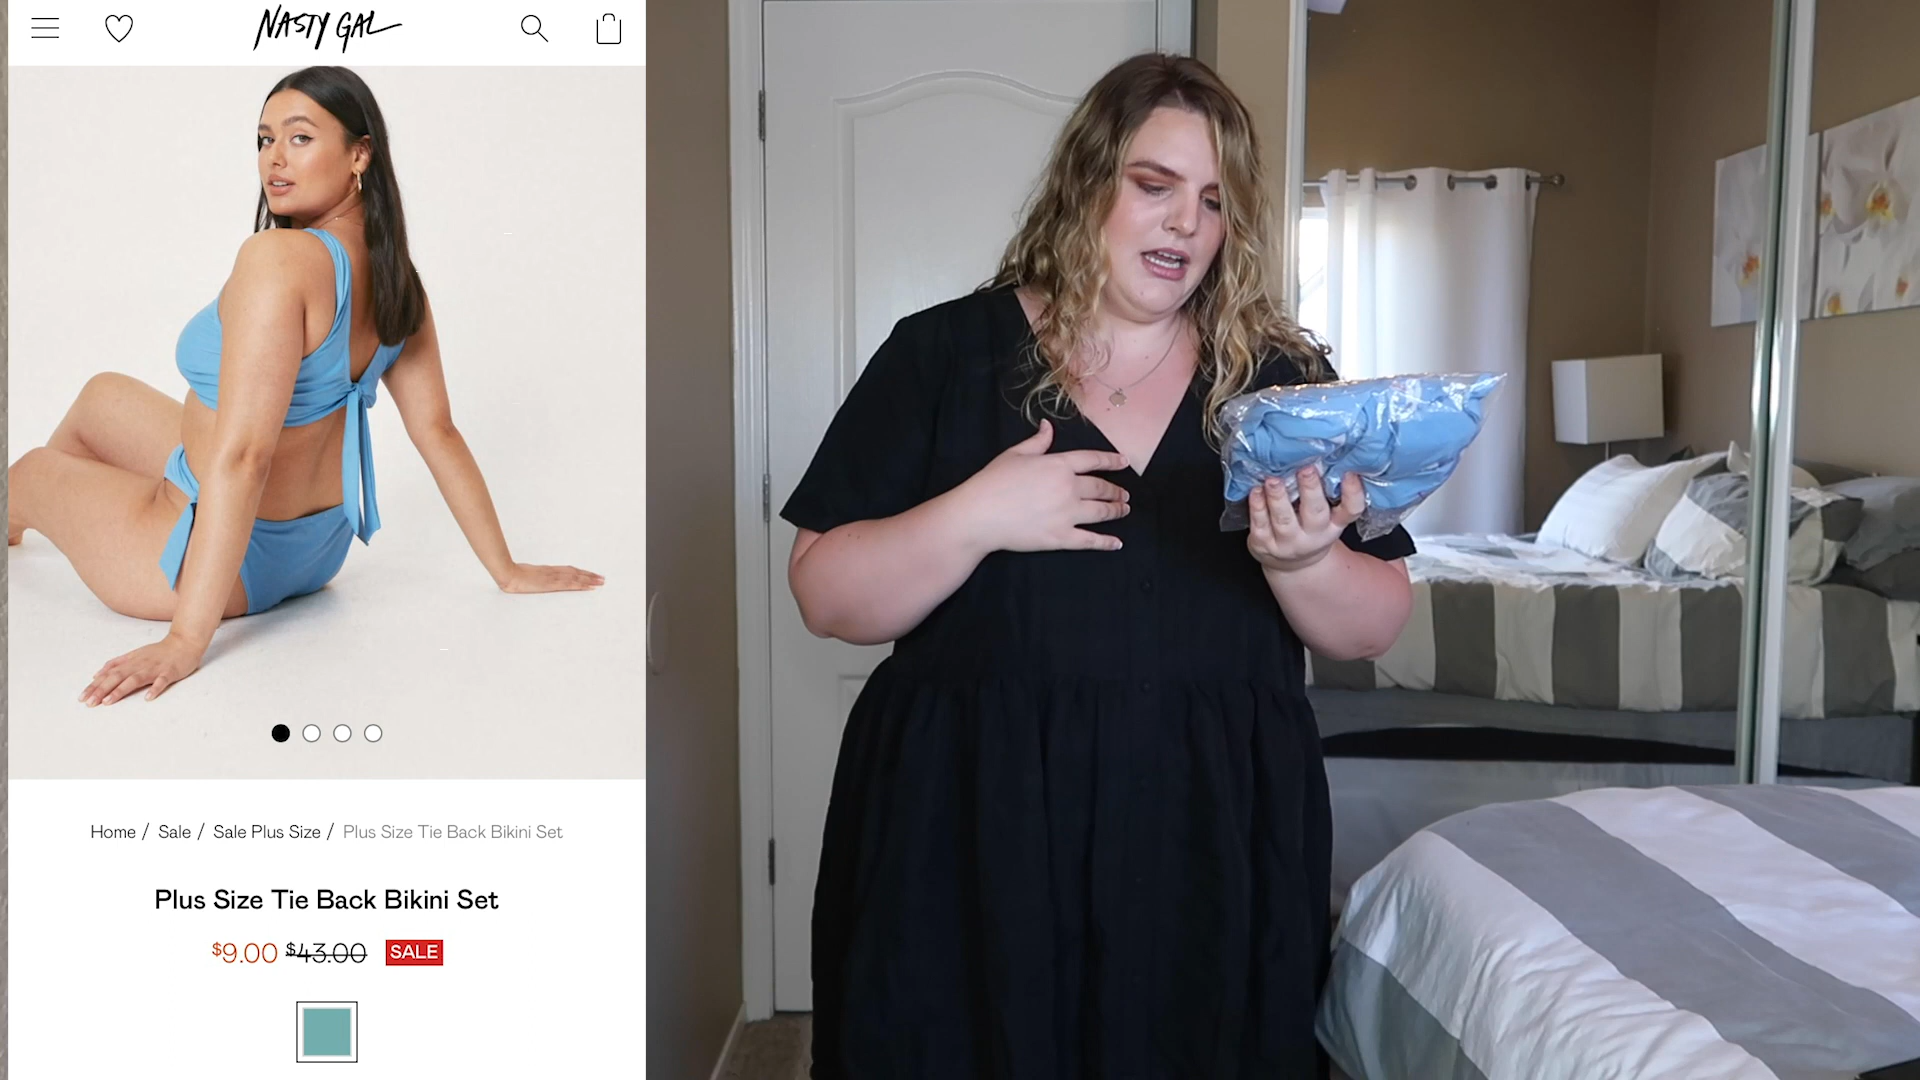 NASTY GAL
Home / Sale / Sale Plus Size / Plus Size Tie Back Bikini Set
Plus Size Tie Back Bikini Set
$9.00 $43.00 SALE